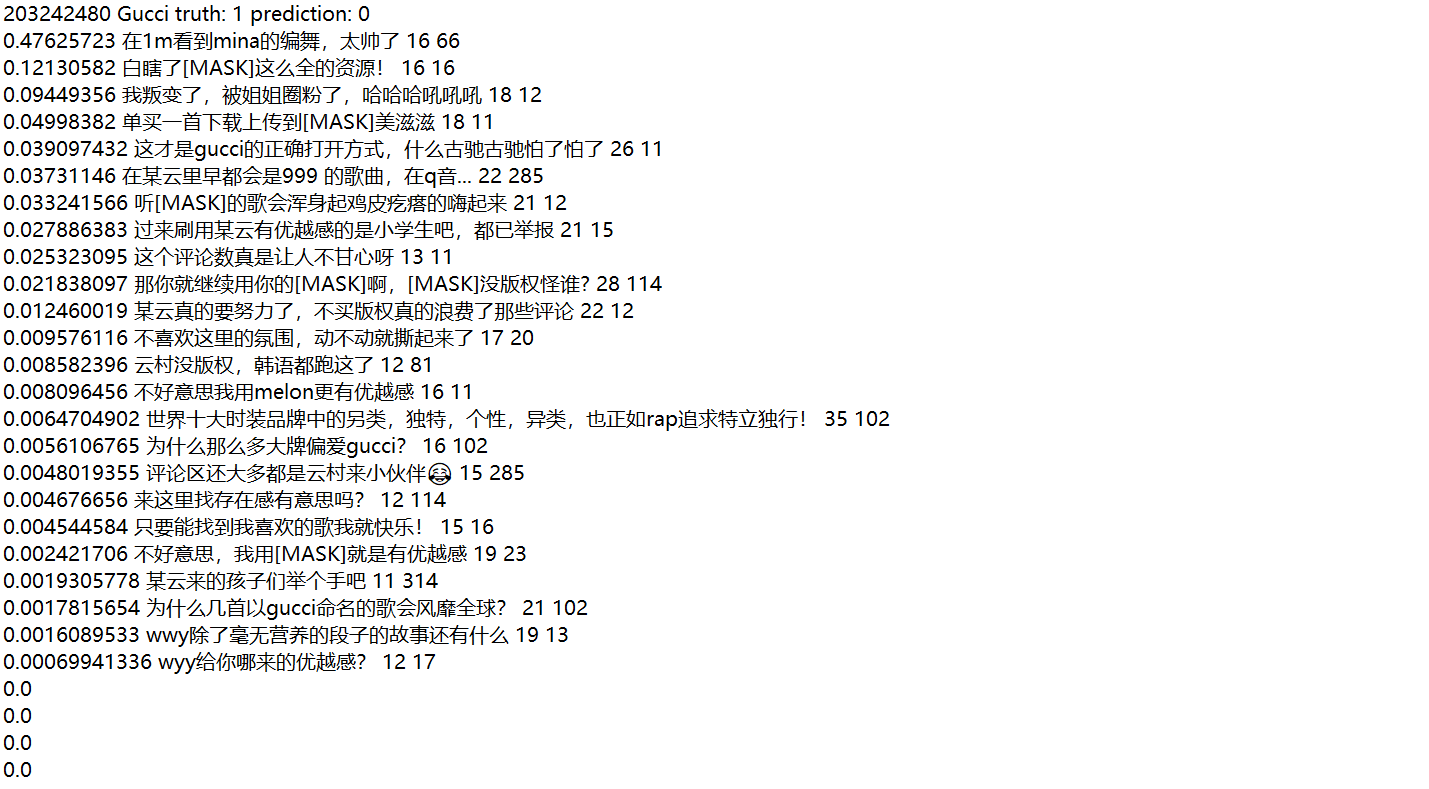 203242480 Gucci truth: 1 prediction: 0
0.47625723 在1m看到mina的编舞，太帅了 16 66
0.12130582 白瞎了[MASK]这么全的资源！ 16 16
0.09449356 我叛变了，被姐姐圈粉了，哈哈哈吼吼吼 18 12
0.04998382 单买一首下载上传到[MASK]美滋滋 18 11
0.039097432 这才是gucci的正确打开方式，什么古驰古驰怕了怕了 26 11
0.03731146 在某云里早都会是999 的歌曲，在q音... 22 285
0.033241566 听[MASK]的歌会浑身起鸡皮疙瘩的嗨起来 21 12
0.027886383 过来刷用某云有优越感的是小学生吧，都已举报 21 15
0.025323095 这个评论数真是让人不甘心呀 13 11
0.021838097 那你就继续用你的[MASK]啊，[MASK]没版权怪谁? 28 114
0.012460019 某云真的要努力了，不买版权真的浪费了那些评论 22 12
0.009576116 不喜欢这里的氛围，动不动就撕起来了 17 20
0.008582396 云村没版权，韩语都跑这了 12 81
0.008096456 不好意思我用melon更有优越感 16 11
0.0064704902 世界十大时装品牌中的另类，独特，个性，异类，也正如rap追求特立独行！ 35 102
0.0056106765 为什么那么多大牌偏爱gucci？ 16 102
0.0048019355 评论区还大多都是云村来小伙伴😂 15 285
0.004676656 来这里找存在感有意思吗？ 12 114
0.004544584 只要能找到我喜欢的歌我就快乐！ 15 16
0.002421706 不好意思，我用[MASK]就是有优越感 19 23
0.0019305778 某云来的孩子们举个手吧 11 314
0.0017815654 为什么几首以gucci命名的歌会风靡全球？ 21 102
0.0016089533 wwy除了毫无营养的段子的故事还有什么 19 13
0.00069941336 wyy给你哪来的优越感？ 12 17
0.0
0.0
0.0
0.0